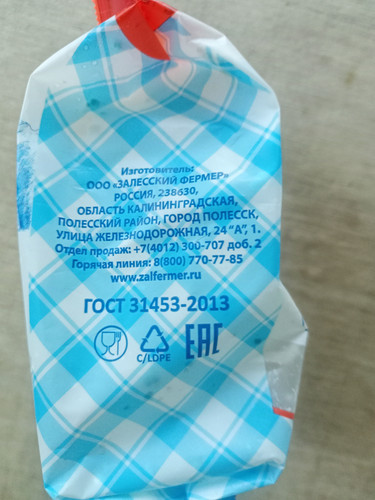 Изготовитель:
ООО «ЗАЛЕССКИЙ ФЕРМЕР»
РОССИЯ, 238630,
ОБЛАСТЬ КАЛИНИНГРАДСКАЯ,
ПОЛЕССКИЙ РАЙОН, ГОРОД ПОЛЕССК,
УЛИЦА ЖЕЛЕЗНОДОРОЖНАЯ, 24 "А", 1.
Отдел продаж: +7(4012) 300-707 доб. 2
Горячая линия: 8(800) 770-77-85
www.zalfermer.ru
ГОСТ 31453-2013
4
C/LDPE
EAC